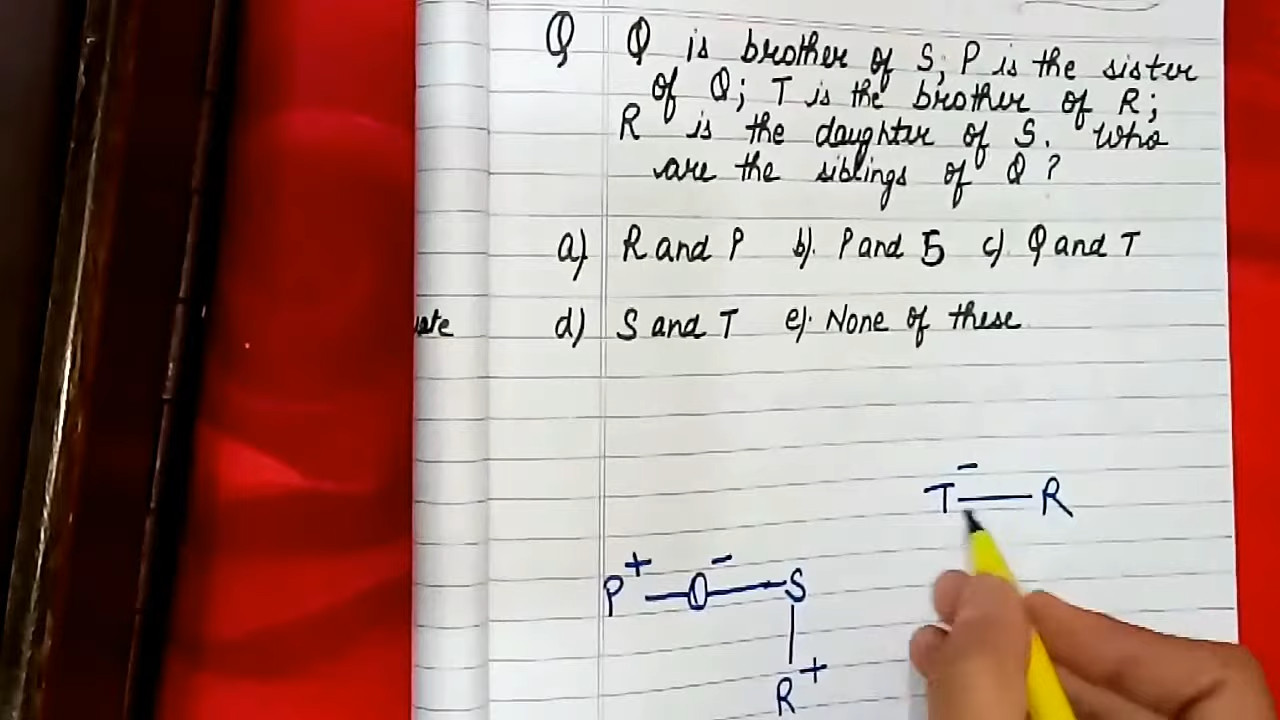 Q Q is brother of S; P is the sister
of Q; T is the brother of R;
R is the daughter of S. Who
are the siblings of Q?
a) R and P b). P and 5 c) Q and T
d) S and T e). None of these
T − R
P + Q − S
R +